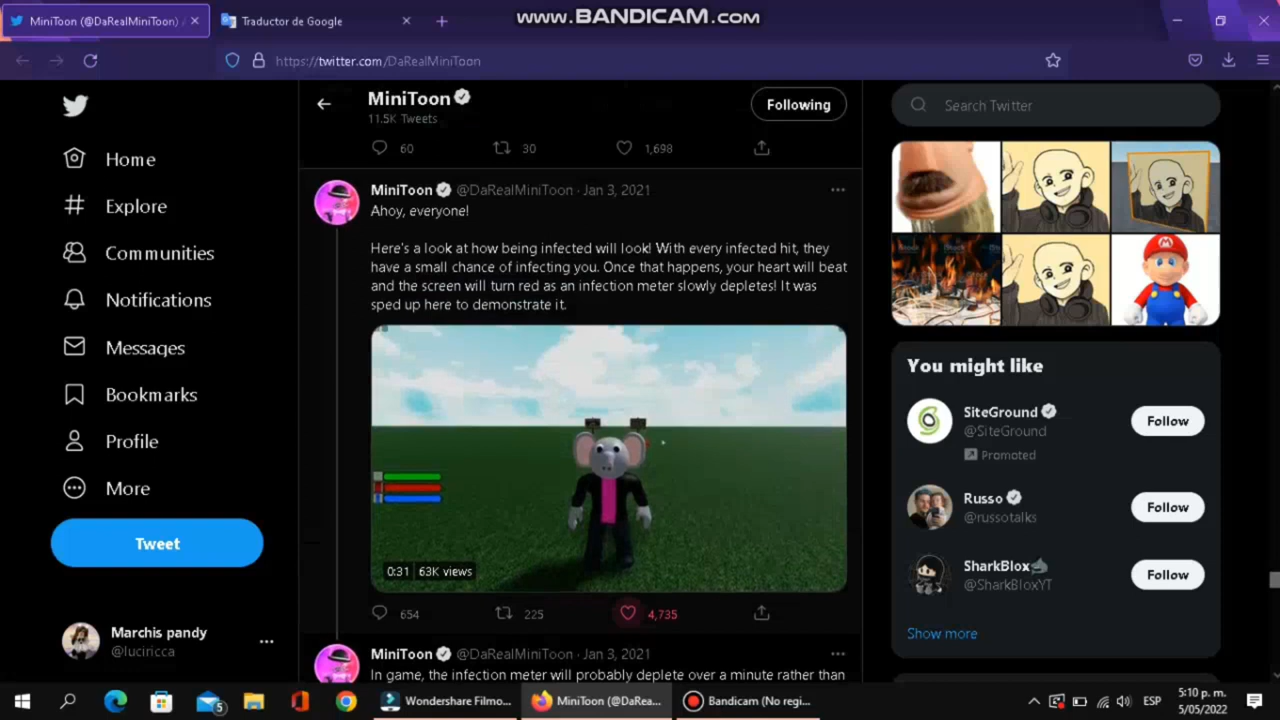 www.BANDICAM.com
MiniToon (@DaRealMiniToon) /
Traductor de Google
https://twitter.com/DaRealMiniToon
MiniToon
11.5K Tweets
Following
Search Twitter
60
30
1,698
Home
Explore
Communities
Notifications
Messages
Bookmarks
Profile
More
Tweet
Marchis pandy
@luciricca
MiniToon @DaRealMiniToon · Jan 3, 2021
Ahoy, everyone!
Here's a look at how being infected will look! With every infected hit, they
have a small chance of infecting you. Once that happens, your heart will beat
and the screen will turn red as an infection meter slowly depletes! It was
sped up here to demonstrate it.
0:31 63K views
654
225
4,735
MiniToon @DaRealMiniToon · Jan 3, 2021
In game, the infection meter will probably deplete over a minute rather than
You might like
SiteGround
@SiteGround
Promoted
Follow
Russo
@russotalks
Follow
SharkBlox
@SharkBloxYT
Follow
Show more
5
Wondershare Filmo...
MiniToon (@DaRea...
Bandicam (No regi...
ESP
5:10 p. m.
5/05/2022